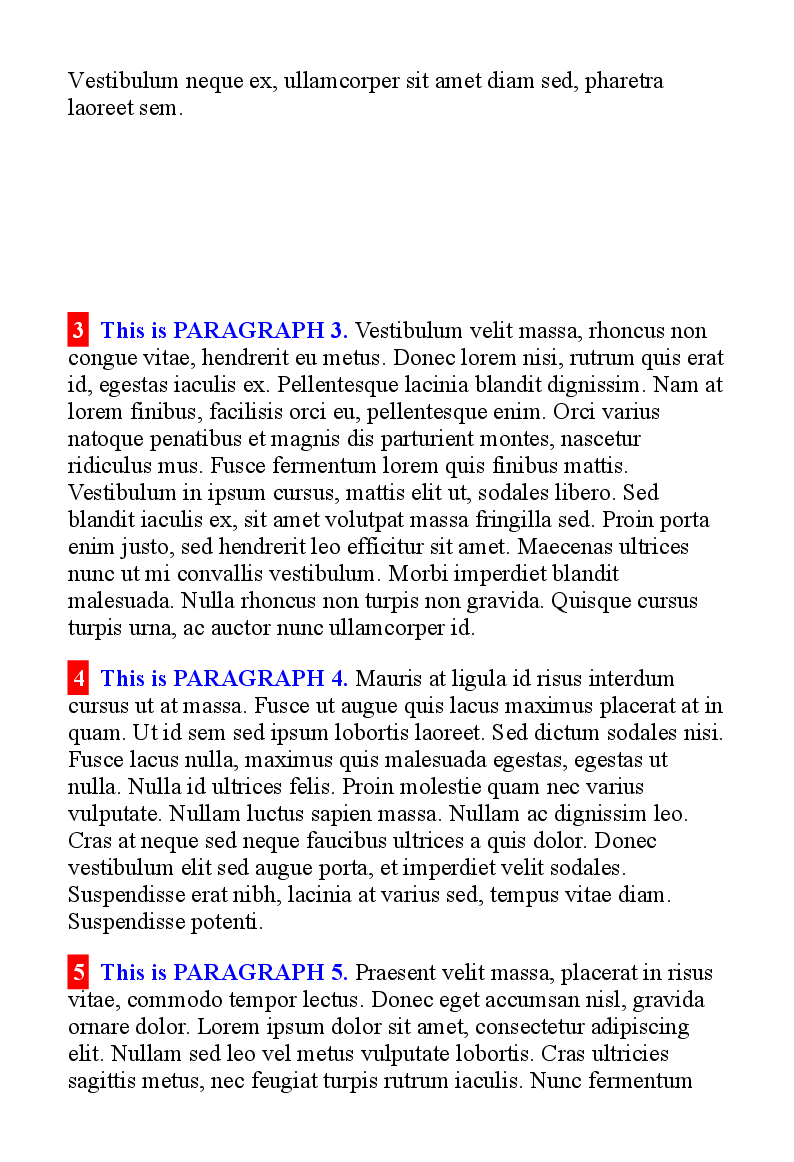 Vestibulum neque ex, ullamcorper sit amet diam sed, pharetra
laoreet sem.
3 This is PARAGRAPH 3. Vestibulum velit massa, rhoncus non
congue vitae, hendrerit eu metus. Donec lorem nisi, rutrum quis erat
id, egestas iaculis ex. Pellentesque lacinia blandit dignissim. Nam at
lorem finibus, facilisis orci eu, pellentesque enim. Orci varius
natoque penatibus et magnis dis parturient montes, nascetur
ridiculus mus. Fusce fermentum lorem quis finibus mattis.
Vestibulum in ipsum cursus, mattis elit ut, sodales libero. Sed
blandit iaculis ex, sit amet volutpat massa fringilla sed. Proin porta
enim justo, sed hendrerit leo efficitur sit amet. Maecenas ultrices
nunc ut mi convallis vestibulum. Morbi imperdiet blandit
malesuada. Nulla rhoncus non turpis non gravida. Quisque cursus
turpis urna, ac auctor nunc ullamcorper id.
4 This is PARAGRAPH 4. Mauris at ligula id risus interdum
cursus ut at massa. Fusce ut augue quis lacus maximus placerat at in
quam. Ut id sem sed ipsum lobortis laoreet. Sed dictum sodales nisi.
Fusce lacus nulla, maximus quis malesuada egestas, egestas ut
nulla. Nulla id ultrices felis. Proin molestie quam nec varius
vulputate. Nullam luctus sapien massa. Nullam ac dignissim leo.
Cras at neque sed neque faucibus ultrices a quis dolor. Donec
vestibulum elit sed augue porta, et imperdiet velit sodales.
Suspendisse erat nibh, lacinia at varius sed, tempus vitae diam.
Suspendisse potenti.
5 This is PARAGRAPH 5. Praesent velit massa, placerat in risus
vitae, commodo tempor lectus. Donec eget accumsan nisl, gravida
ornare dolor. Lorem ipsum dolor sit amet, consectetur adipiscing
elit. Nullam sed leo vel metus vulputate lobortis. Cras ultricies
sagittis metus, nec feugiat turpis rutrum iaculis. Nunc fermentum